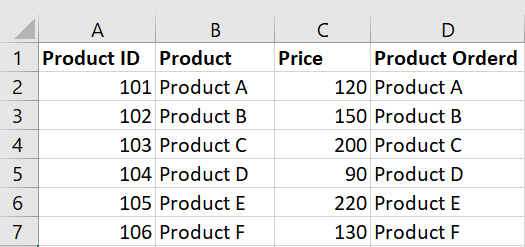 A B C D
1 Product ID Product Price Product Orderd
2 101 Product A 120 Product A
3 102 Product B 150 Product B
4 103 Product C 200 Product C
5 104 Product D 90 Product D
6 105 Product E 220 Product E
7 106 Product F 130 Product F